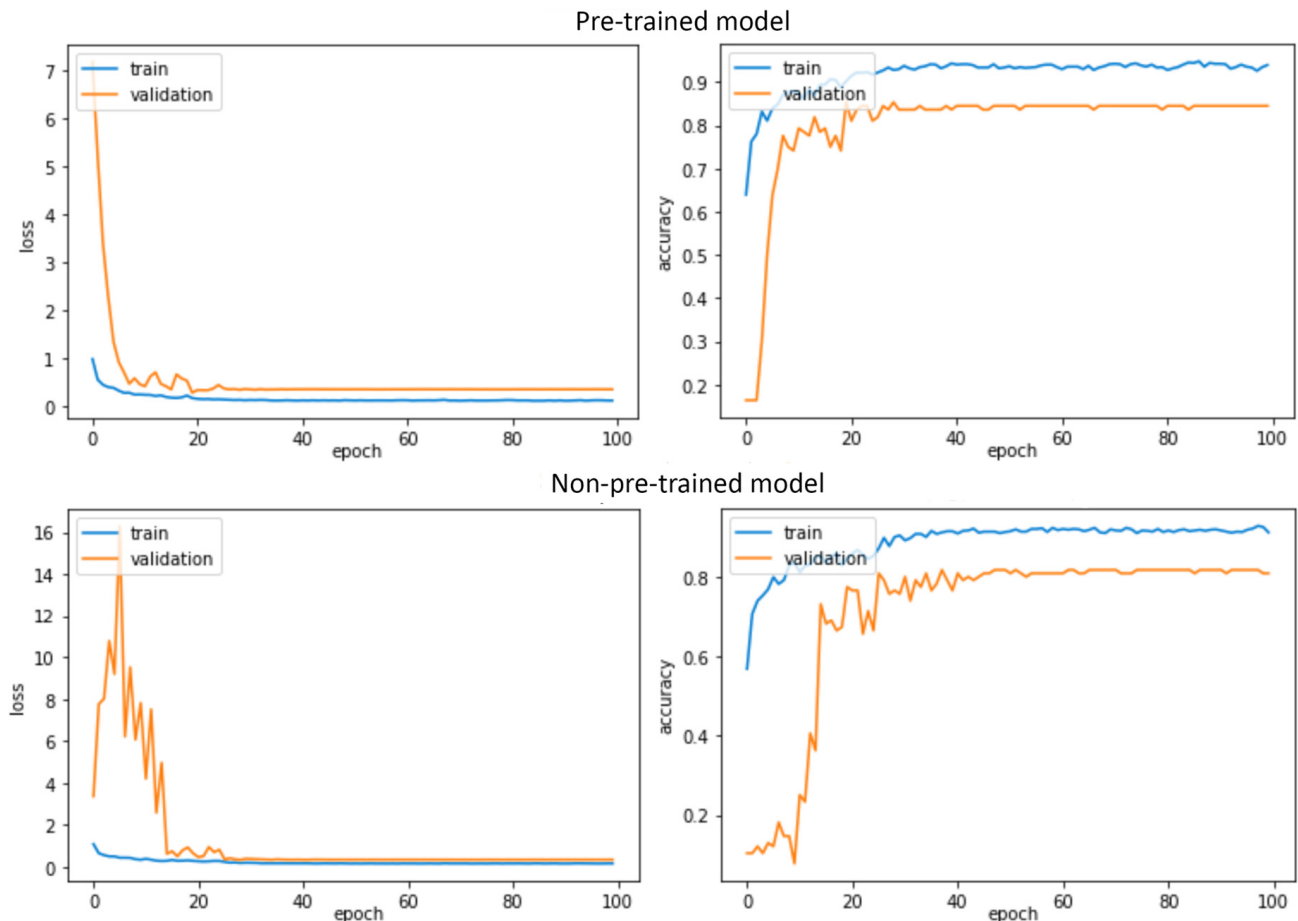 Pre-trained model
train
validation
7
6
5
4
3
2
1
0
loss
0 20 40 60 80 100
epoch
train
validation
0.9
0.8
0.7
0.6
0.5
0.4
0.3
0.2
accuracy
0 20 40 60 80 100
epoch
Non-pre-trained model
train
validation
16
14
12
10
8
6
4
2
0
loss
0 20 40 60 80 100
epoch
train
validation
0.8
0.6
0.4
0.2
accuracy
0 20 40 60 80 100
epoch